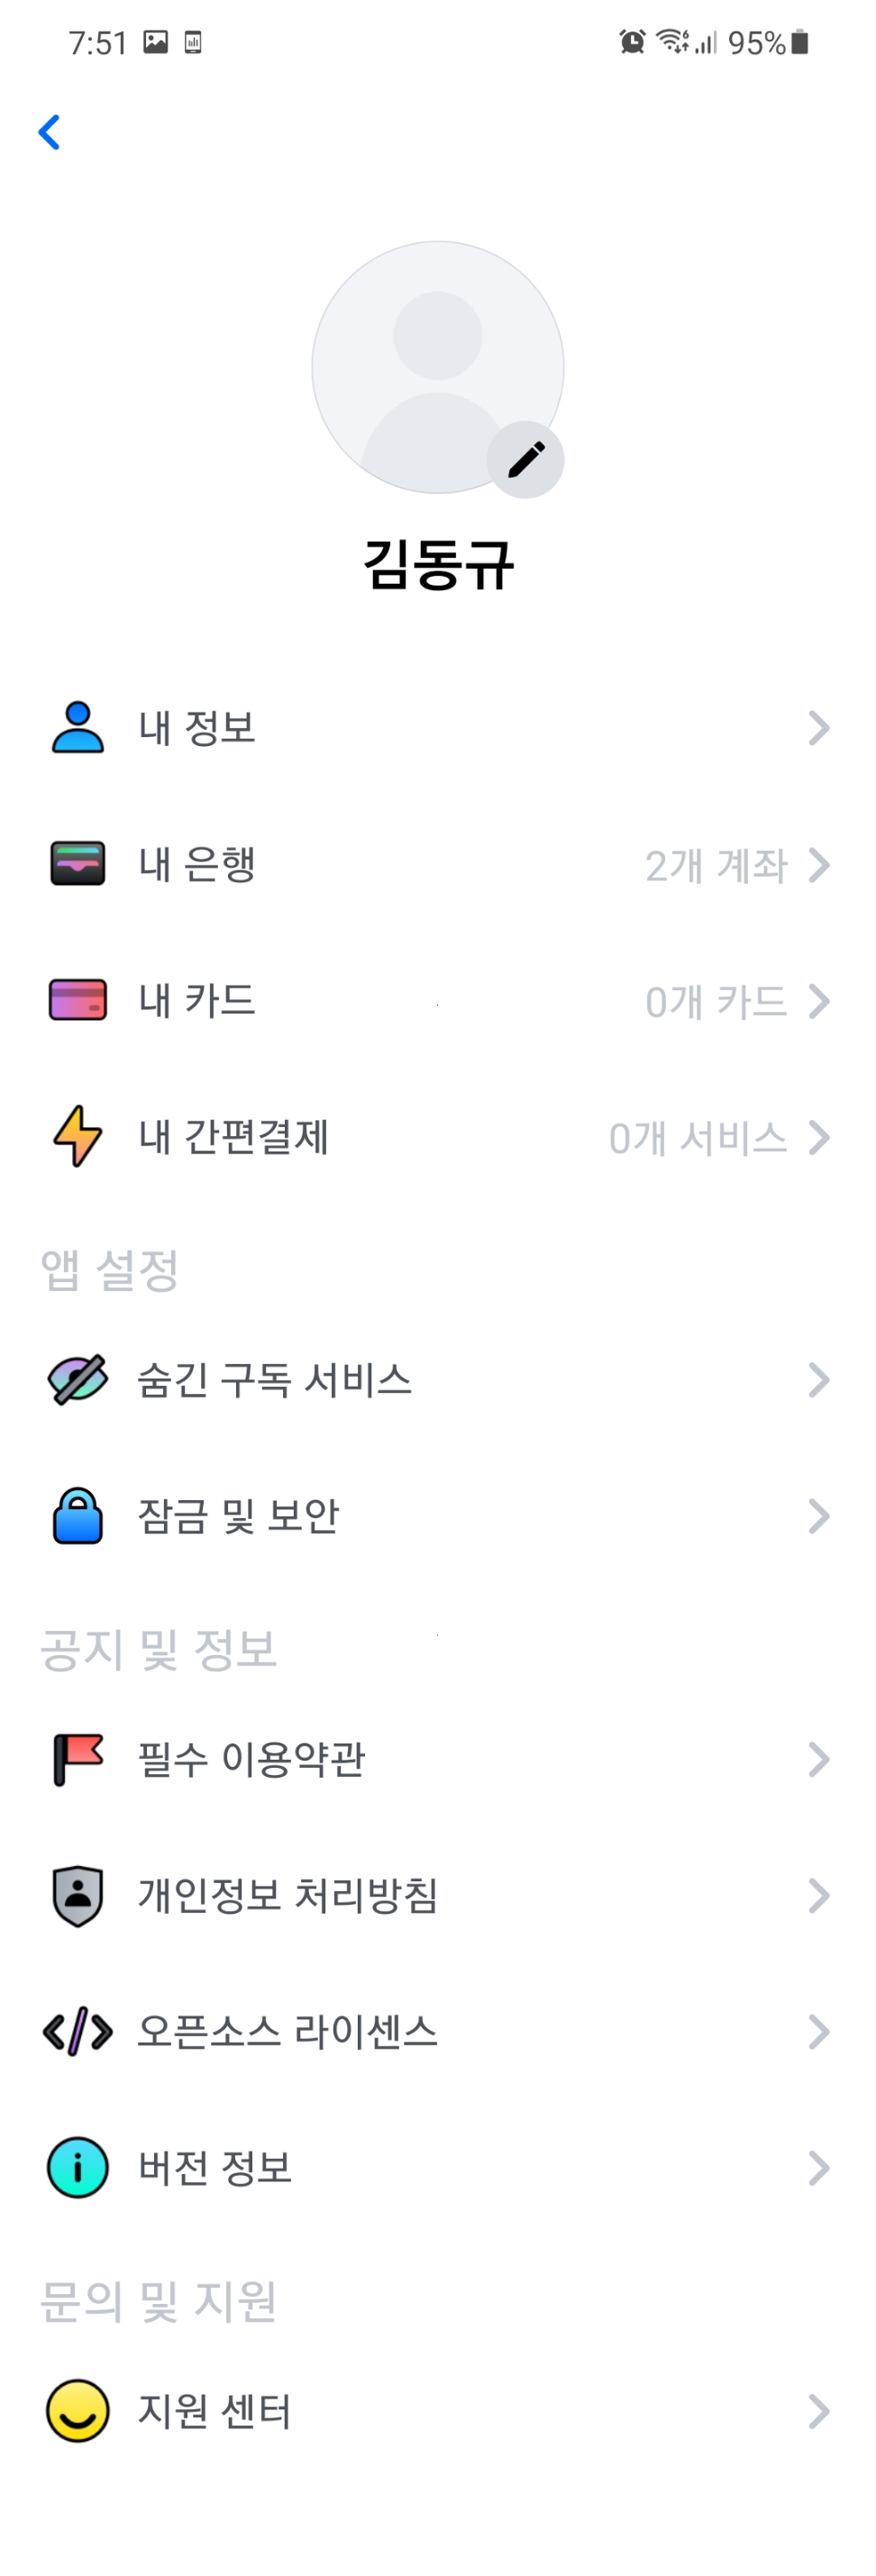 7:51 95%
김동규
내 정보
내 은행 2개 계좌
내 카드 0개 카드
내 간편결제 0개 서비스
앱 설정
숨긴 구독 서비스
잠금 및 보안
공지 및 정보
필수 이용약관
개인정보 처리방침
오픈소스 라이센스
버전 정보
문의 및 지원
지원 센터